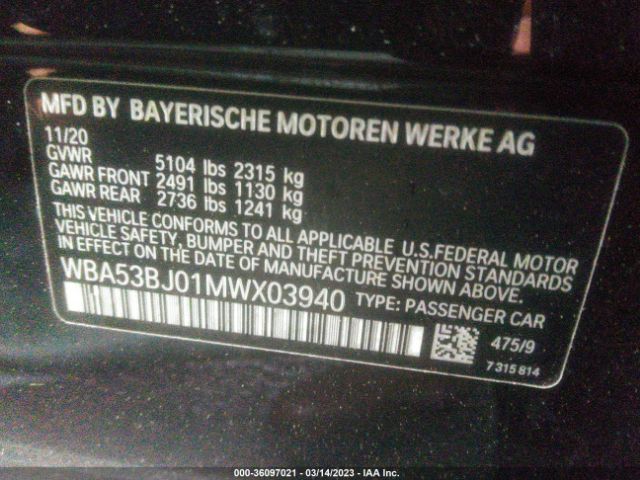 MFD BY BAYERISCHE MOTOREN WERKE AG
11/20
GVWR 5104 lbs 2315 kg
GAWR FRONT 2491 lbs 1130 kg
GAWR REAR 2736 lbs 1241 kg
THIS VEHICLE CONFORMS TO ALL APPLICABLE U.S.FEDERAL MOTOR
VEHICLE SAFETY, BUMPER AND THEFT PREVENTION STANDARDS
IN EFFECT ON THE DATE OF MANUFACTURE SHOWN ABOVE.
WBA53BJ01MWX03940 TYPE: PASSENGER CAR
475/9
7 315 814
000-36097021 - 03/14/2023 - IAA Inc.